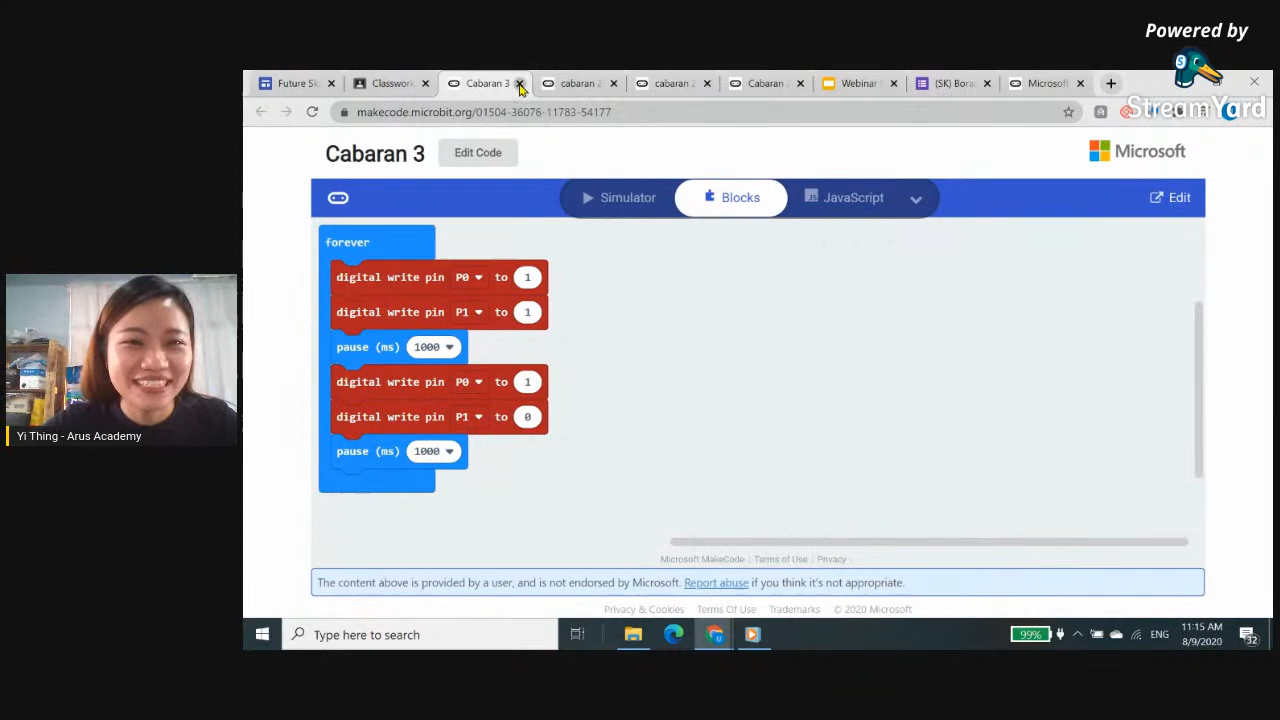 Powered by
StreamYard
Future Sk
Classwork
Cabaran 3
cabaran 2
cabaran 2
Cabaran
Webinar
(SK) Bora
Microsoft
makecode.microbit.org/01504-36076-11783-54177
Cabaran 3
Edit Code
Microsoft
Simulator
Blocks
JS JavaScript
Edit
forever
digital write pin P0 to 1
digital write pin P1 to 1
pause (ms) 1000
digital write pin P0 to 1
digital write pin P1 to 0
pause (ms) 1000
Yi Thing - Arus Academy
Microsoft MakeCode | Terms of Use | Privacy
The content above is provided by a user, and is not endorsed by Microsoft. Report abuse if you think it's not appropriate.
Privacy & Cookies Terms Of Use Trademarks © 2020 Microsoft
Type here to search
99%
ENG
11:15 AM
8/9/2020
32